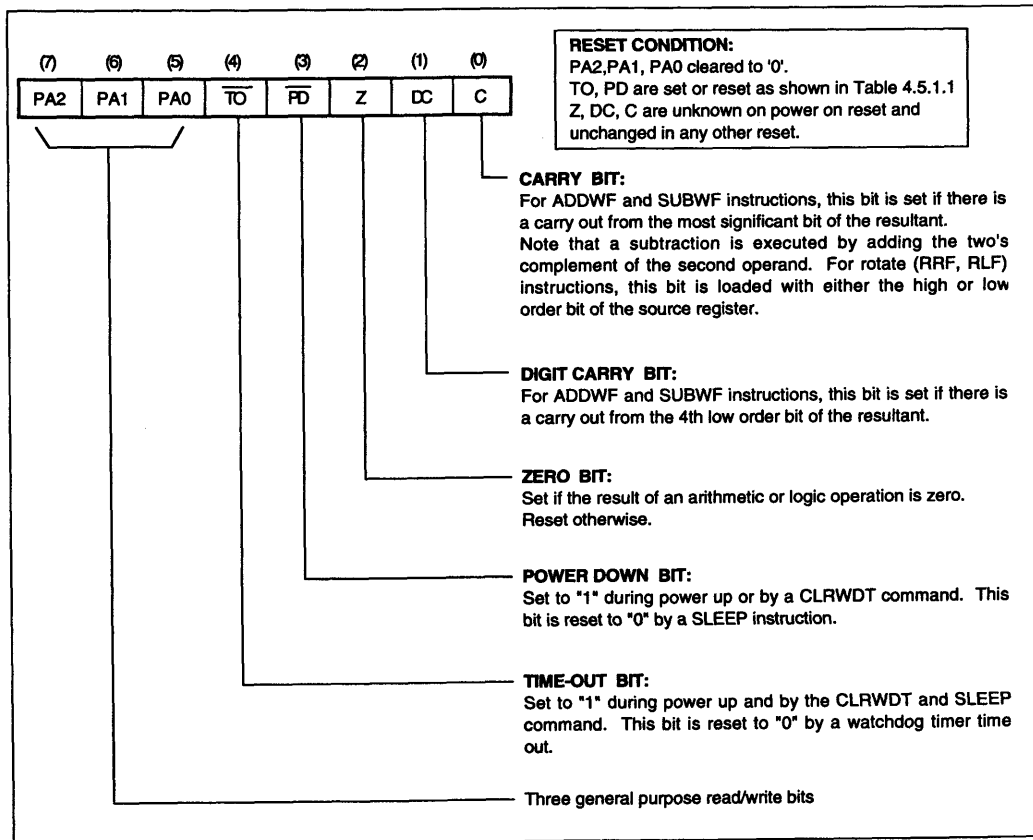 RESET CONDITION:
PA2,PA1, PA0 cleared to '0'.
TO, PD are set or reset as shown in Table 4.5.1.1
Z, DC, C are unknown on power on reset and
unchanged in any other reset.
(7) (6) (5) (4) (3) (2) (1) (0)
PA2 PA1 PA0 T̅O̅ P̅D̅ Z DC C
CARRY BIT:
For ADDWF and SUBWF instructions, this bit is set if there is
a carry out from the most significant bit of the resultant.
Note that a subtraction is executed by adding the two's
complement of the second operand. For rotate (RRF, RLF)
instructions, this bit is loaded with either the high or low
order bit of the source register.
DIGIT CARRY BIT:
For ADDWF and SUBWF instructions, this bit is set if there is
a carry out from the 4th low order bit of the resultant.
ZERO BIT:
Set if the result of an arithmetic or logic operation is zero.
Reset otherwise.
POWER DOWN BIT:
Set to "1" during power up or by a CLRWDT command. This
bit is reset to "0" by a SLEEP instruction.
TIME-OUT BIT:
Set to "1" during power up and by the CLRWDT and SLEEP
command. This bit is reset to "0" by a watchdog timer time
out.
Three general purpose read/write bits